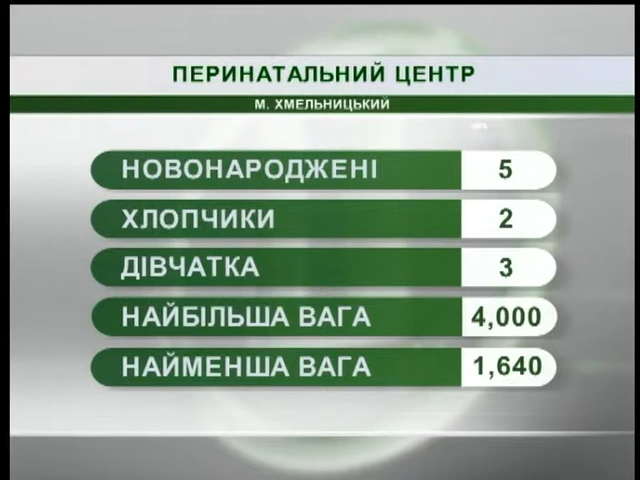 ПЕРИНАТАЛЬНИЙ ЦЕНТР
М. ХМЕЛЬНИЦЬКИЙ
НОВОНАРОДЖЕНІ 5
ХЛОПЧИКИ 2
ДІВЧАТКА 3
НАЙБІЛЬША ВАГА 4,000
НАЙМЕНША ВАГА 1,640